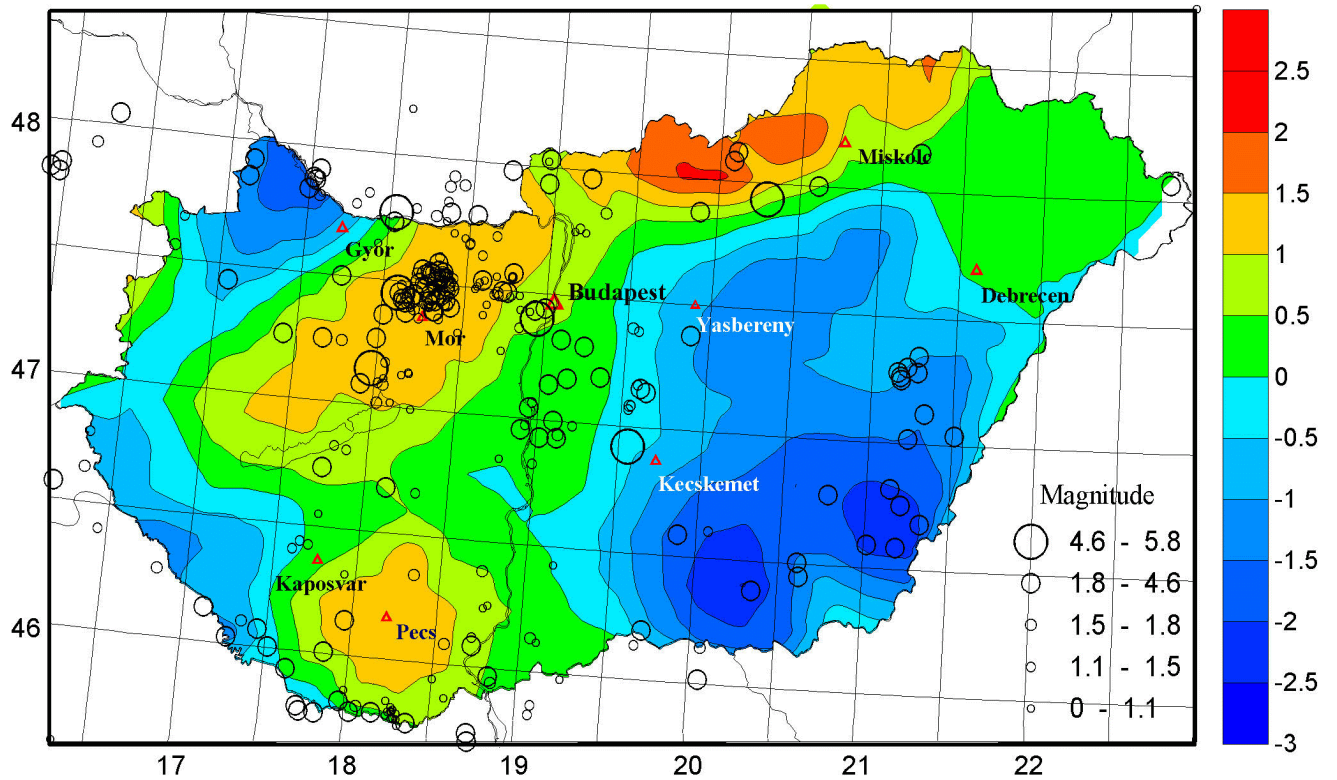 48
47
46
17
18
19
20
21
22
Györ
Mor
Budapest
Miskolc
Debrecen
Yasbereny
Kecskemet
Kaposvar
Pecs
Magnitude
4.6 - 5.8
1.8 - 4.6
1.5 - 1.8
1.1 - 1.5
0 - 1.1
2.5
2
1.5
1
0.5
0
-0.5
-1
-1.5
-2
-2.5
-3